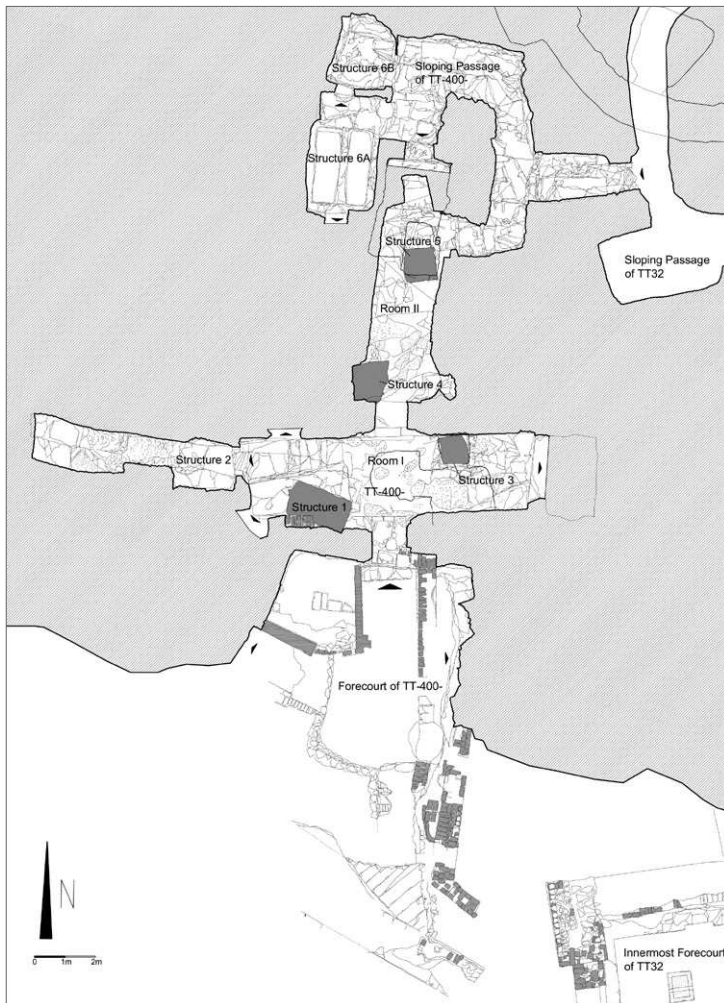 Structure 6B
Sloping Passage
of TT-400-
Structure 6A
Structure 5
Sloping Passage
of TT32
Room II
Structure 4
Structure 2
Room I
Structure 3
TT-400-
Structure 1
Forecourt of TT-400-
N
0 1m 2m
Innermost Forecourt
of TT32